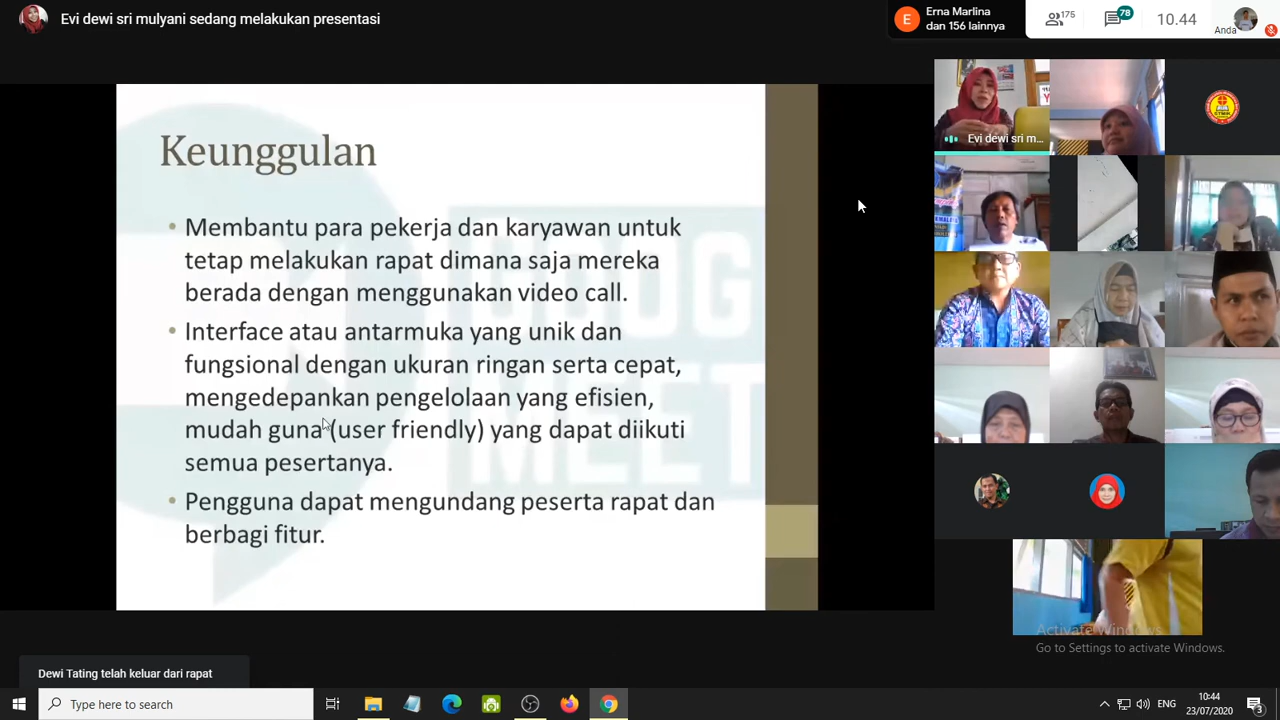 Evi dewi sri mulyani sedang melakukan presentasi
E
Erna Marlina
dan 156 lainnya
175
78
10.44
Anda
Evi dewi sri m...
Keunggulan
• Membantu para pekerja dan karyawan untuk
tetap melakukan rapat dimana saja mereka
berada dengan menggunakan video call.
• Interface atau antarmuka yang unik dan
fungsional dengan ukuran ringan serta cepat,
mengedepankan pengelolaan yang efisien,
mudah guna (user friendly) yang dapat diikuti
semua pesertanya.
• Pengguna dapat mengundang peserta rapat dan
berbagi fitur.
GOOG
MEET
Activate Windows
Go to Settings to activate Windows.
Dewi Tating telah keluar dari rapat
Type here to search
ENG
10:44
23/07/2020
3